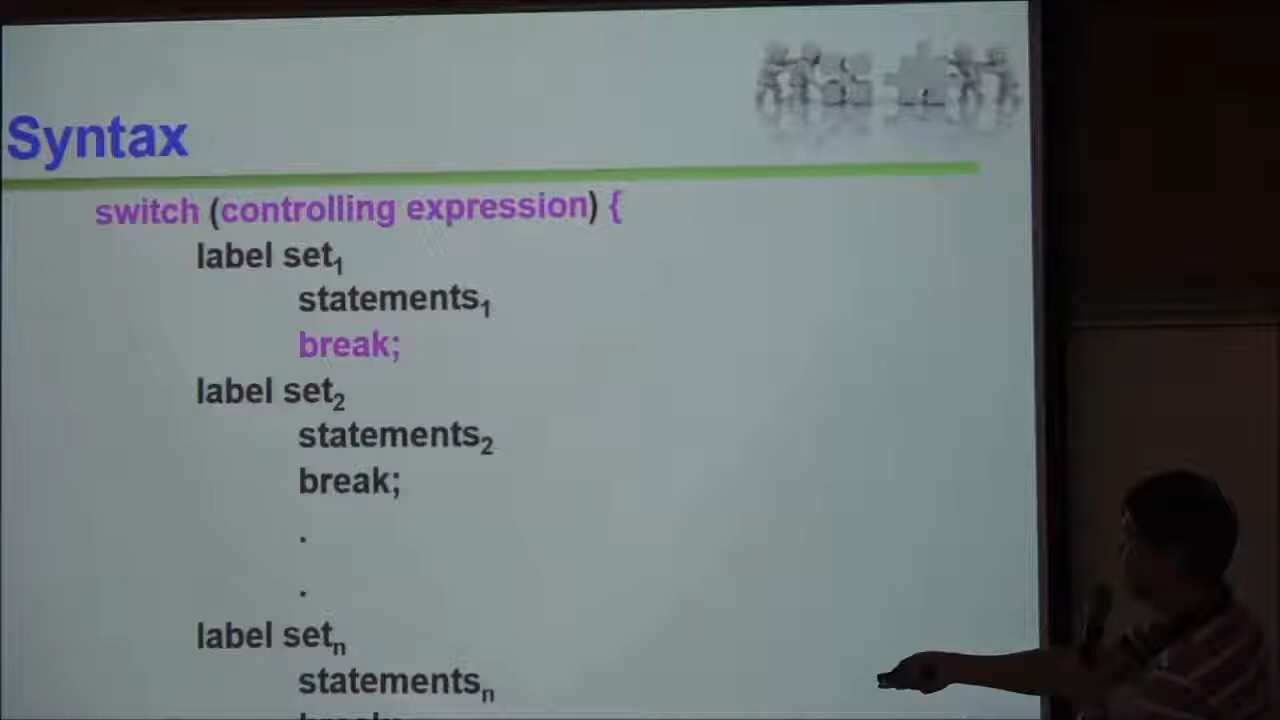 Syntax
switch (controlling expression) {
label set1
statements1
break;
label set2
statements2
break;
.
.
label setn
statementsn